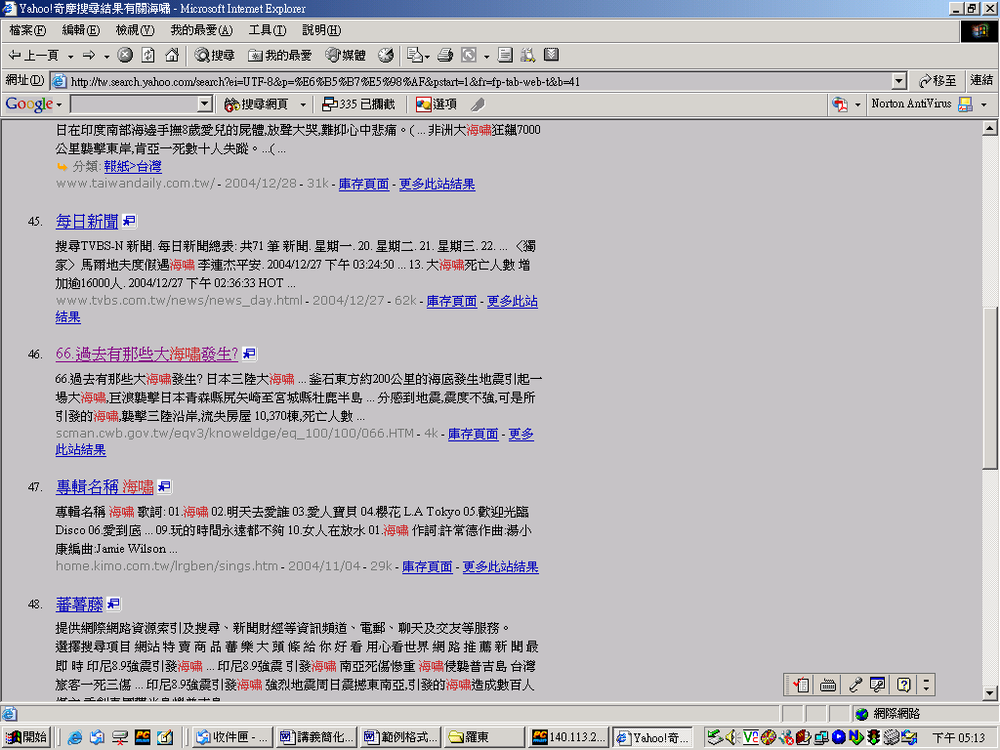 Yahoo!奇摩搜尋結果有關海嘯 - Microsoft Internet Explorer
檔案(F) 編輯(E) 檢視(V) 我的最愛(A) 工具(T) 說明(H)
上一頁 搜尋 我的最愛 媒體
網址(D) http://tw.search.yahoo.com/search?ei=UTF-8&p=%E6%B5%B7%E5%98%AF&pstart=1&fr=fp-tab-web-t&b=41 移至 連結
Google 搜尋網頁 335 已攔截 選項 Norton AntiVirus
日在印度南部海邊手撫8歲愛兒的屍體,放聲大哭,難抑心中悲痛。( ... 非洲大海嘯狂飆7000
公里襲擊東岸,肯亞一死數十人失蹤。...( ...
分類: 報紙>台灣
www.taiwandaily.com.tw/ - 2004/12/28 - 31k - 庫存頁面 - 更多此站結果
45. 每日新聞
搜尋TVBS-N 新聞. 每日新聞總表: 共71 筆 新聞. 星期一. 20. 星期二. 21. 星期三. 22. ... 〈獨
家〉馬爾地夫度假遇海嘯 李連杰平安. 2004/12/27 下午 03:24:50 ... 13. 大海嘯死亡人數 增
加逾16000人. 2004/12/27 下午 02:36:33 HOT ...
www.tvbs.com.tw/news/news_day.html - 2004/12/27 - 62k - 庫存頁面 - 更多此站
結果
46. 66.過去有那些大海嘯發生?
66.過去有那些大海嘯發生? 日本三陸大海嘯 ... 釜石東方約200公里的海底發生地震引起一
場大海嘯,巨浪襲擊日本青森縣尻矢崎至宮城縣牡鹿半島 ... 分感到地震,震度不強,可是所
引發的海嘯,襲擊三陸沿岸,流失房屋 10,370棟,死亡人數 ...
scman.cwb.gov.tw/eqv3/knoweldge/eq_100/100/066.HTM - 4k - 庫存頁面 - 更多
此站結果
47. 專輯名稱 海嘯
專輯名稱 海嘯 歌詞: 01.海嘯 02.明天去愛誰 03.愛人寶貝 04.櫻花 L.A Tokyo 05.歡迎光臨
Disco 06.愛到底 ... 09.玩的時間永遠都不夠 10.女人在放水 01.海嘯 作詞:許常德作曲:湯小
康編曲:Jamie Wilson ...
home.kimo.com.tw/lrgben/sings.htm - 2004/11/04 - 29k - 庫存頁面 - 更多此站結果
48. 蕃薯藤
提供網際網路資源索引及搜尋、新聞財經等資訊頻道、電郵、聊天及交友等服務。
選擇搜尋項目 網站 特 賣 商 品 蕃 樂 大 頭 條 給 你 好 看 用心看世界 網 路 推 薦 新 聞 最
即 時 印尼8.9強震引發海嘯 ... 印尼8.9強震 引發海嘯 南亞死傷慘重 海嘯侵襲普吉島 台灣
旅客一死三傷 ... 印尼8.9強震引發海嘯 強烈地震周日震撼東南亞,引發的海嘯造成數百人
網際網路
開始 收件匣 - ... 講義簡化... 範例格式... 羅東 140.113.2... Yahoo!奇... 下午 05:13